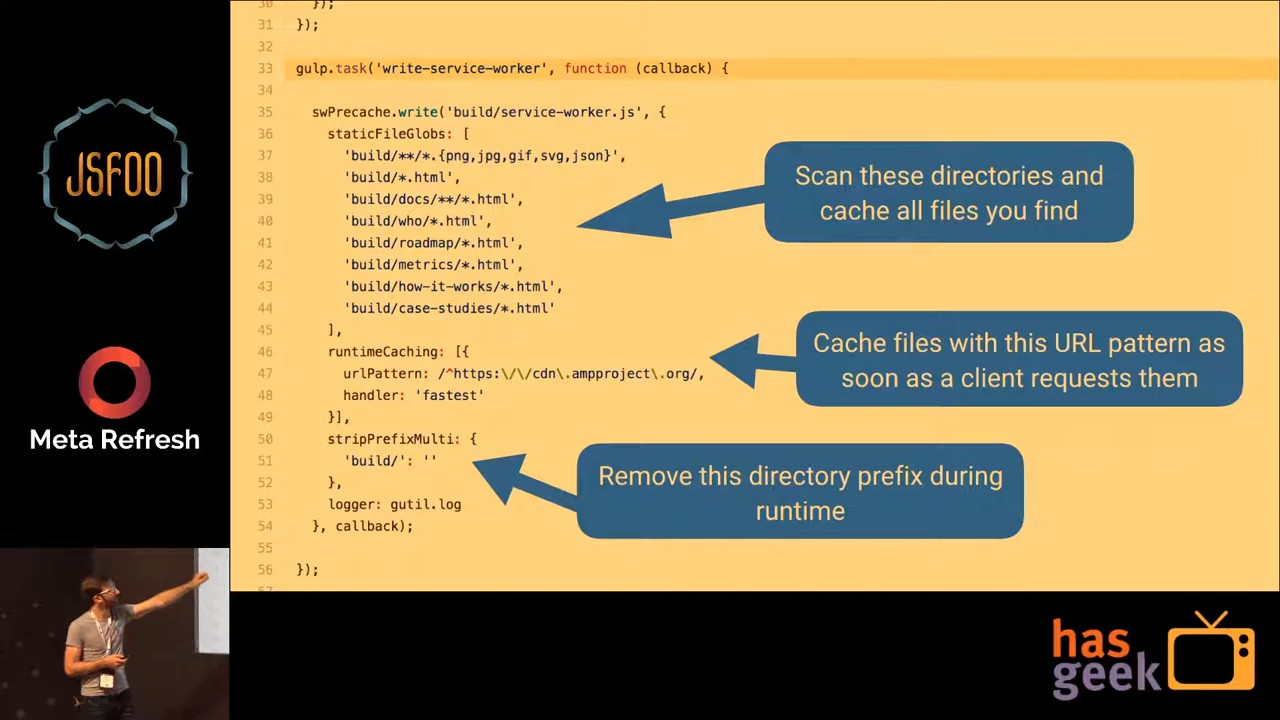 JSFOO
Meta Refresh
30 });
31 });
32
33 gulp.task('write-service-worker', function (callback) {
34
35 swPrecache.write('build/service-worker.js', {
36 staticFileGlobs: [
37 'build/**/*.{png,jpg,gif,svg,json}',
38 'build/*.html',
39 'build/docs/**/*.html',
40 'build/who/*.html',
41 'build/roadmap/*.html',
42 'build/metrics/*.html',
43 'build/how-it-works/*.html',
44 'build/case-studies/*.html'
45 ],
46 runtimeCaching: [{
47 urlPattern: /^https:\/\/cdn\.ampproject\.org/,
48 handler: 'fastest'
49 }],
50 stripPrefixMulti: {
51 'build/': ''
52 },
53 logger: gutil.log
54 }, callback);
55
56 });
Scan these directories and
cache all files you find
Cache files with this URL pattern as
soon as a client requests them
Remove this directory prefix during
runtime
has
geek